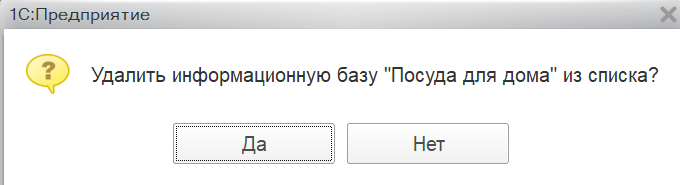 1С:Предприятие
Удалить информационную базу "Посуда для дома" из списка?
Да
Нет